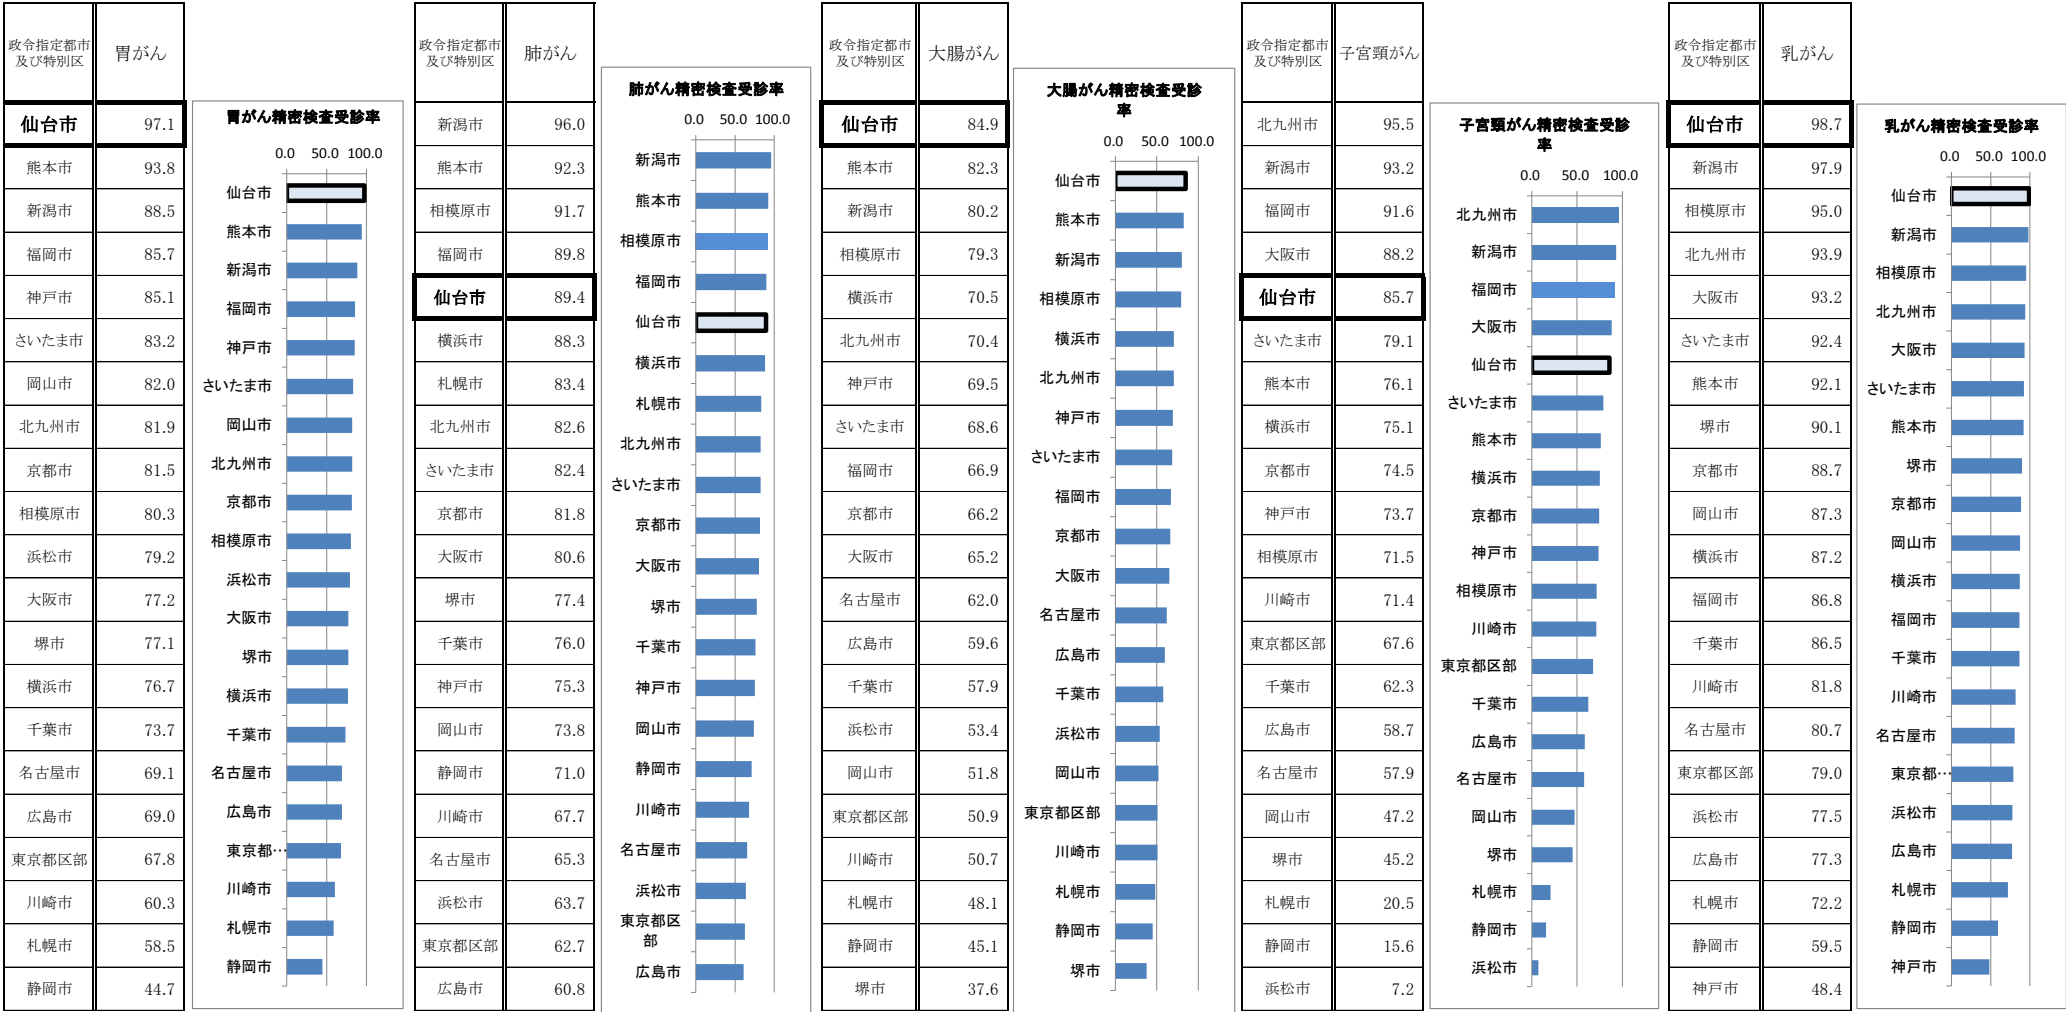 政令指定都市
及び特別区
胃がん
仙台市 97.1
熊本市 93.8
新潟市 88.5
福岡市 85.7
神戸市 85.1
さいたま市 83.2
岡山市 82.0
北九州市 81.9
京都市 81.5
相模原市 80.3
浜松市 79.2
大阪市 77.2
堺市 77.1
横浜市 76.7
千葉市 73.7
名古屋市 69.1
広島市 69.0
東京都区部 67.8
川崎市 60.3
札幌市 58.5
静岡市 44.7
胃がん精密検査受診率
0.0 50.0 100.0
仙台市
熊本市
新潟市
福岡市
神戸市
さいたま市
岡山市
北九州市
京都市
相模原市
浜松市
大阪市
堺市
横浜市
千葉市
名古屋市
広島市
東京都…
川崎市
札幌市
静岡市
政令指定都市
及び特別区
肺がん
新潟市 96.0
熊本市 92.3
相模原市 91.7
福岡市 89.8
仙台市 89.4
横浜市 88.3
札幌市 83.4
北九州市 82.6
さいたま市 82.4
京都市 81.8
大阪市 80.6
堺市 77.4
千葉市 76.0
神戸市 75.3
岡山市 73.8
静岡市 71.0
川崎市 67.7
名古屋市 65.3
浜松市 63.7
東京都区部 62.7
広島市 60.8
肺がん精密検査受診率
0.0 50.0 100.0
新潟市
熊本市
相模原市
福岡市
仙台市
横浜市
札幌市
北九州市
さいたま市
京都市
大阪市
堺市
千葉市
神戸市
岡山市
静岡市
川崎市
名古屋市
浜松市
東京都区
部
広島市
政令指定都市
及び特別区
大腸がん
仙台市 84.9
熊本市 82.3
新潟市 80.2
相模原市 79.3
横浜市 70.5
北九州市 70.4
神戸市 69.5
さいたま市 68.6
福岡市 66.9
京都市 66.2
大阪市 65.2
名古屋市 62.0
広島市 59.6
千葉市 57.9
浜松市 53.4
岡山市 51.8
東京都区部 50.9
川崎市 50.7
札幌市 48.1
静岡市 45.1
堺市 37.6
大腸がん精密検査受診
率
0.0 50.0 100.0
仙台市
熊本市
新潟市
相模原市
横浜市
北九州市
神戸市
さいたま市
福岡市
京都市
大阪市
名古屋市
広島市
千葉市
浜松市
岡山市
東京都区部
川崎市
札幌市
静岡市
堺市
政令指定都市
及び特別区
子宮頸がん
北九州市 95.5
新潟市 93.2
福岡市 91.6
大阪市 88.2
仙台市 85.7
さいたま市 79.1
熊本市 76.1
横浜市 75.1
京都市 74.5
神戸市 73.7
相模原市 71.5
川崎市 71.4
東京都区部 67.6
千葉市 62.3
広島市 58.7
名古屋市 57.9
岡山市 47.2
堺市 45.2
札幌市 20.5
静岡市 15.6
浜松市 7.2
子宮頸がん精密検査受診
率
0.0 50.0 100.0
北九州市
新潟市
福岡市
大阪市
仙台市
さいたま市
熊本市
横浜市
京都市
神戸市
相模原市
川崎市
東京都区部
千葉市
広島市
名古屋市
岡山市
堺市
札幌市
静岡市
浜松市
政令指定都市
及び特別区
乳がん
仙台市 98.7
新潟市 97.9
相模原市 95.0
北九州市 93.9
大阪市 93.2
さいたま市 92.4
熊本市 92.1
堺市 90.1
京都市 88.7
岡山市 87.3
横浜市 87.2
福岡市 86.8
千葉市 86.5
川崎市 81.8
名古屋市 80.7
東京都区部 79.0
浜松市 77.5
広島市 77.3
札幌市 72.2
静岡市 59.5
神戸市 48.4
乳がん精密検査受診率
0.0 50.0 100.0
仙台市
新潟市
相模原市
北九州市
大阪市
さいたま市
熊本市
堺市
京都市
岡山市
横浜市
福岡市
千葉市
川崎市
名古屋市
東京都…
浜松市
広島市
札幌市
静岡市
神戸市